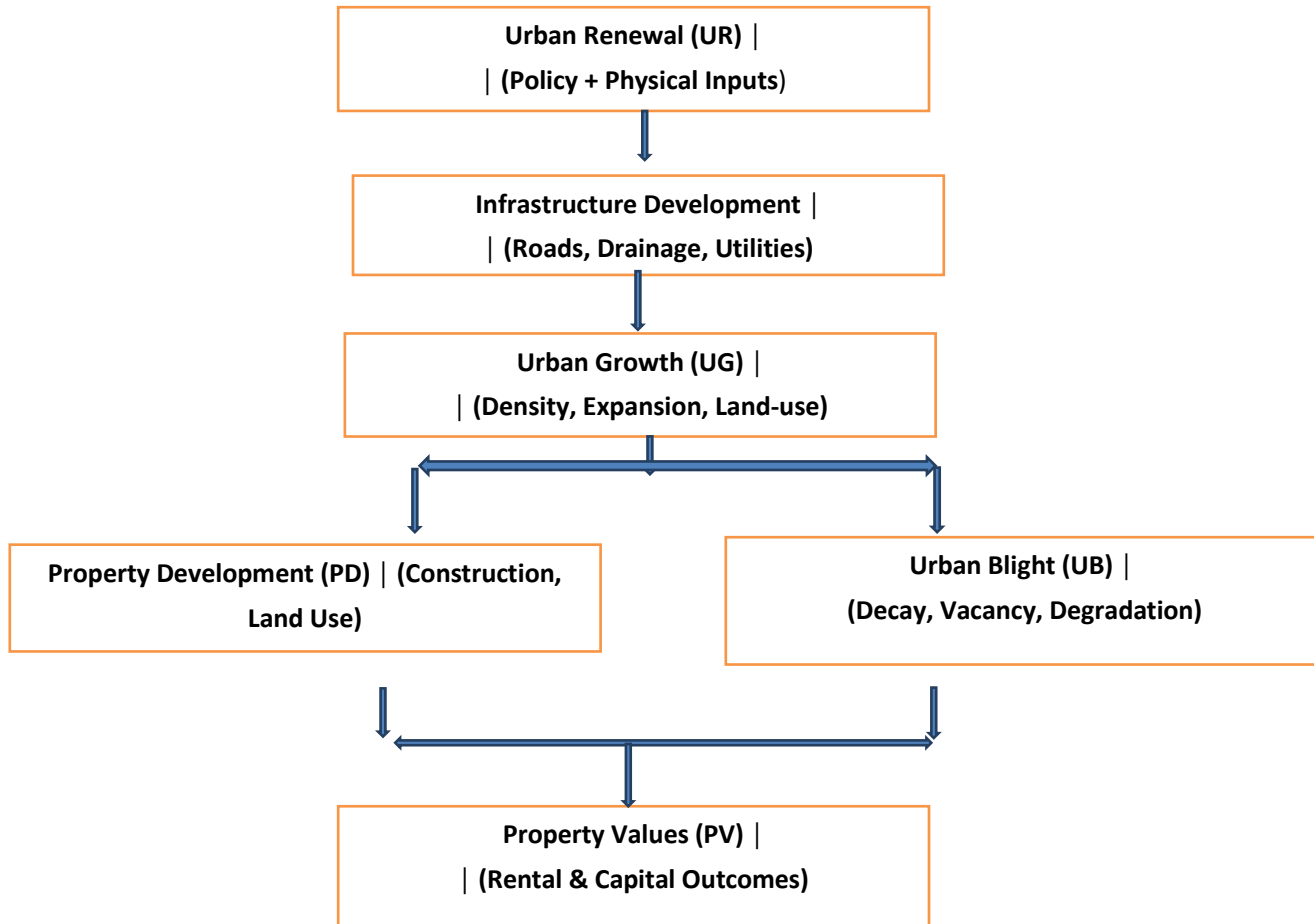 Urban Renewal (UR) |
| (Policy + Physical Inputs)
Infrastructure Development |
| (Roads, Drainage, Utilities)
Urban Growth (UG) |
| (Density, Expansion, Land-use)
Property Development (PD) | (Construction,
Land Use)
Urban Blight (UB) |
(Decay, Vacancy, Degradation)
Property Values (PV) |
| (Rental & Capital Outcomes)